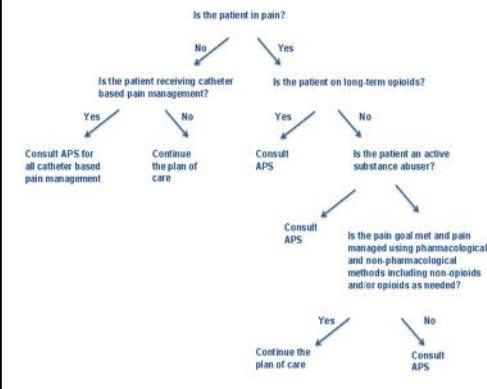 Is the patient in pain?
No
Yes
Is the patient receiving catheter
based pain management?
Is the patient on long-term opioids?
Yes
No
Yes
No
Consult APS for
all catheter based
pain management
Continue
the plan of
care
Consult
APS
Is the patient an active
substance abuser?
Consult
APS
Is the pain goal met and pain
managed using pharmacological
and non-pharmacological
methods including non-opioids
and/or opioids as needed?
Yes
No
Continue the
plan of care
Consult
APS